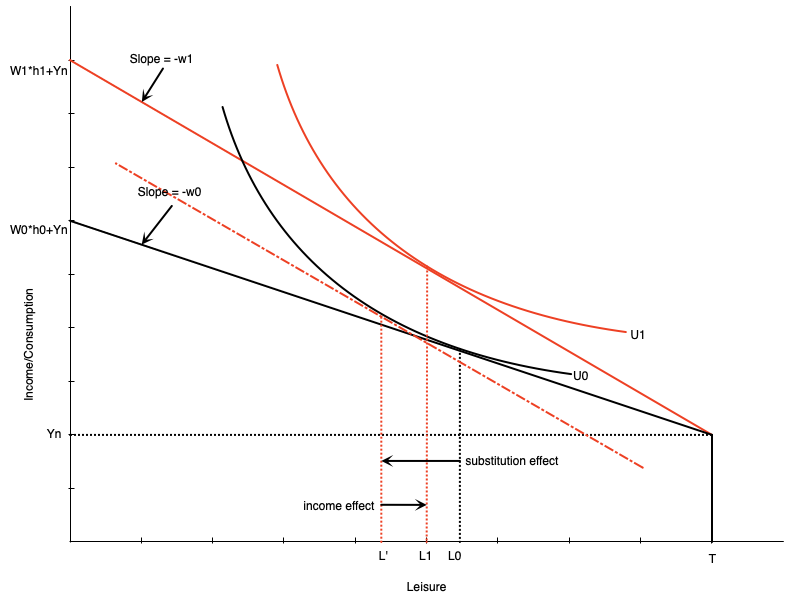 Slope = -w1
W1*h1+Yn
Slope = -w0
W0*h0+Yn
Income/Consumption
U1
U0
Yn
substitution effect
income effect
L'
L1
L0
T
Leisure